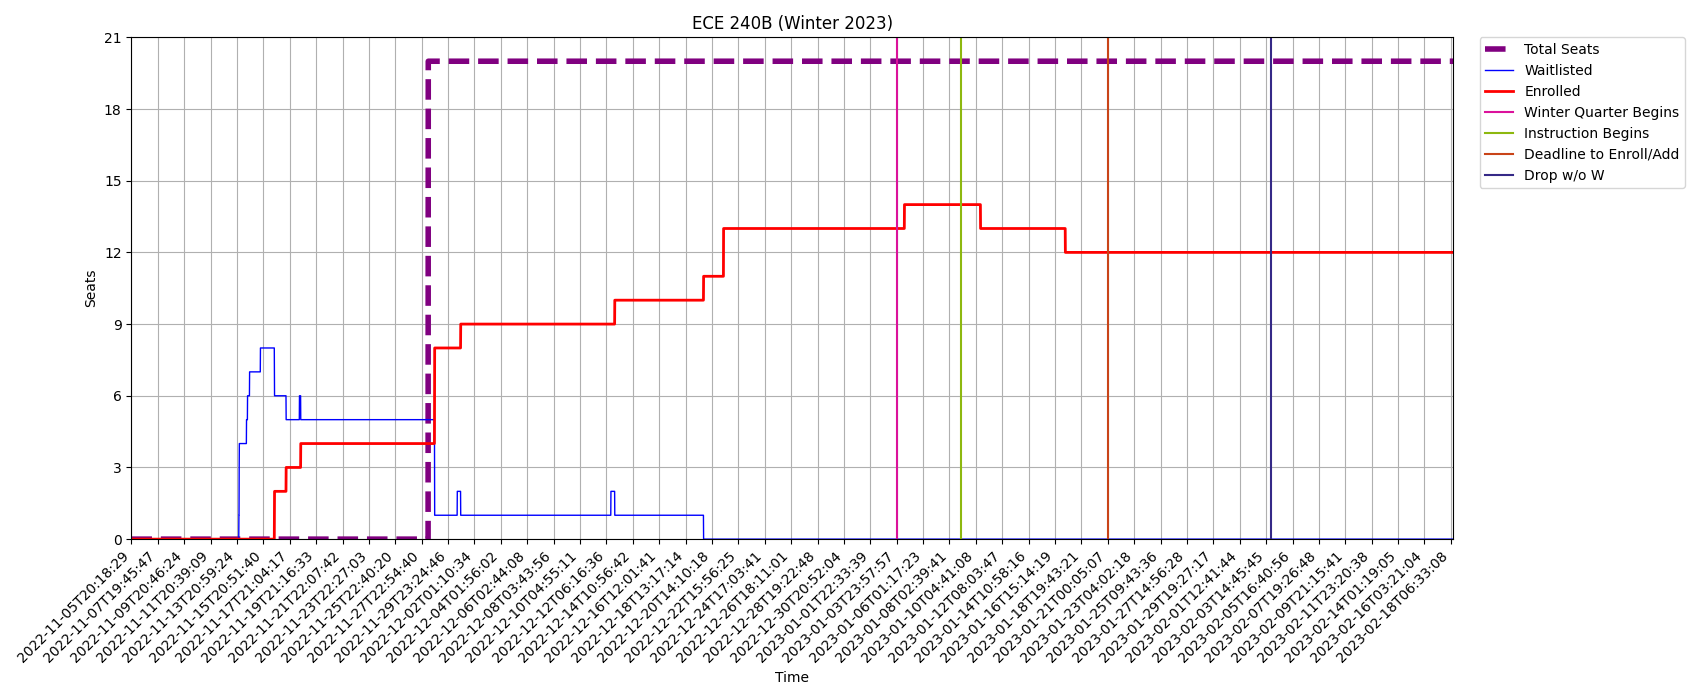 ECE 240B (Winter 2023)
Seats
21
18
15
12
9
6
3
0
2022-11-05T20:18:29
2022-11-07T19:45:47
2022-11-09T20:46:24
2022-11-11T20:39:09
2022-11-13T20:59:24
2022-11-15T20:51:40
2022-11-17T21:04:17
2022-11-19T21:16:33
2022-11-21T22:07:42
2022-11-23T22:27:03
2022-11-25T22:40:20
2022-11-27T22:54:40
2022-11-29T23:24:46
2022-12-02T01:10:34
2022-12-04T01:56:02
2022-12-06T02:44:08
2022-12-08T03:43:56
2022-12-10T04:55:11
2022-12-12T06:16:36
2022-12-14T10:56:42
2022-12-16T12:01:41
2022-12-18T13:17:14
2022-12-20T14:10:18
2022-12-22T15:56:25
2022-12-24T17:03:41
2022-12-26T18:11:01
2022-12-28T19:22:48
2022-12-30T20:52:04
2023-01-01T22:33:39
2023-01-03T23:57:57
2023-01-06T01:17:23
2023-01-08T02:39:41
2023-01-10T04:41:08
2023-01-12T08:03:47
2023-01-14T10:58:16
2023-01-16T15:14:19
2023-01-18T19:43:21
2023-01-21T00:05:07
2023-01-23T04:02:18
2023-01-25T09:43:36
2023-01-27T14:56:28
2023-01-29T19:27:17
2023-02-01T12:41:44
2023-02-03T14:45:45
2023-02-05T16:40:56
2023-02-07T19:26:48
2023-02-09T21:15:41
2023-02-11T23:20:38
2023-02-14T01:19:05
2023-02-16T03:21:04
2023-02-18T06:33:08
Time
Total Seats
Waitlisted
Enrolled
Winter Quarter Begins
Instruction Begins
Deadline to Enroll/Add
Drop w/o W